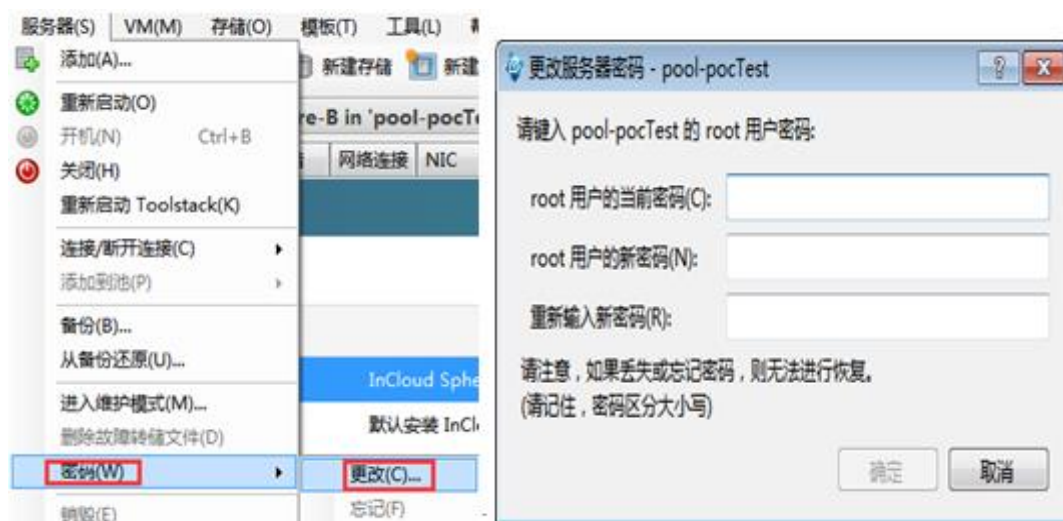 服务器(S) VM(M) 存储(O) 模板(T) 工具(L)
添加(A)...
新建存储 新建
重新启动(O)
re-B in 'pool-pocTe
开机(N) Ctrl+B
网络连接 NIC
关闭(H)
重新启动 Toolstack(K)
连接/断开连接(C)
添加到池(P)
备份(B)...
从备份还原(U)...
InCloud Sphe
进入维护模式(M)...
默认安装 InClo
删除故障转储文件(D)
密码(W)
更改(C)...
忘记(F)
销毁(E)
更改服务器密码 - pool-pocTest
请键入 pool-pocTest 的 root 用户密码:
root 用户的当前密码(C):
root 用户的新密码(N):
重新输入新密码(R):
请注意，如果丢失或忘记密码，则无法进行恢复。
(请记住，密码区分大小写)
确定 取消